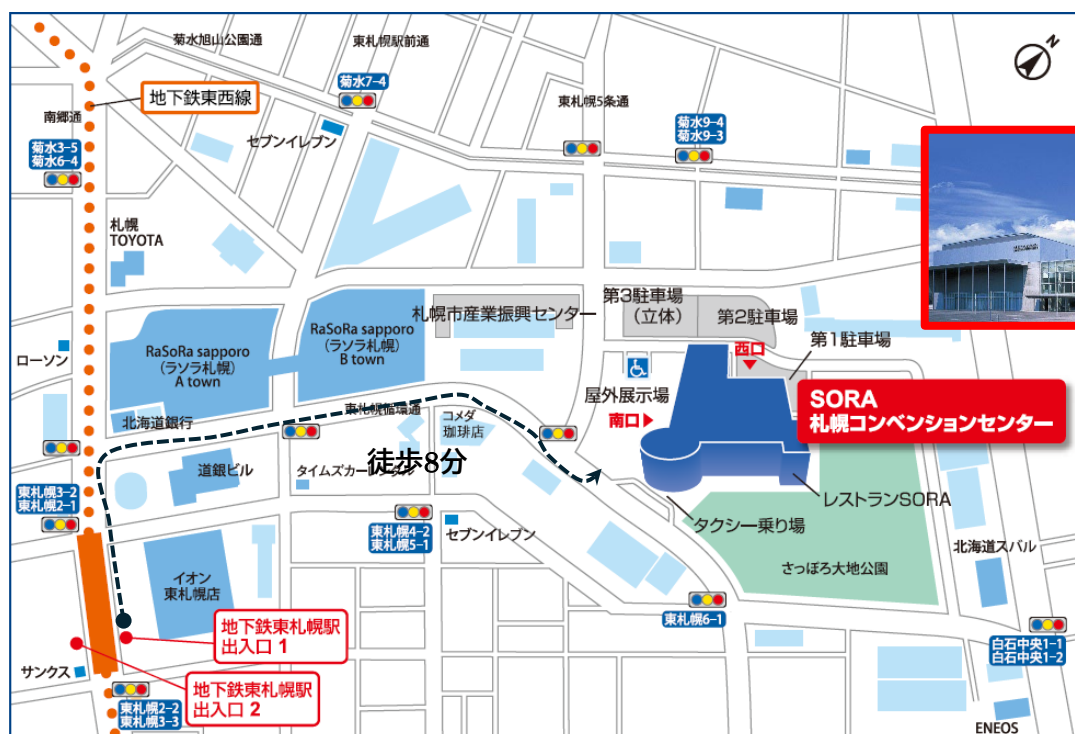 菊水旭山公園通
東札幌駅前通
N
菊水7-4
地下鉄東西線
東札幌5条通
南郷通
菊水9-4
菊水9-3
セブンイレブン
菊水3-5
菊水6-4
札幌
TOYOTA
第3駐車場
(立体)
札幌市産業振興センター
第2駐車場
RaSoRa sapporo
(ラソラ札幌)
B town
第1駐車場
西口
ローソン
RaSoRa sapporo
(ラソラ札幌)
A town
屋外展示場
SORA
札幌コンベンションセンター
南口
東札幌循環通
コメダ
珈琲店
北海道銀行
徒歩8分
道銀ビル
タイムズカーレンタル
レストランSORA
東札幌3-2
東札幌2-1
タクシー乗り場
東札幌4-2
東札幌5-1
セブンイレブン
北海道スバル
さっぽろ大地公園
イオン
東札幌店
東札幌6-1
地下鉄東札幌駅
出入口 1
白石中央1-1
白石中央1-2
サンクス
地下鉄東札幌駅
出入口 2
東札幌2-2
東札幌3-3
ENEOS